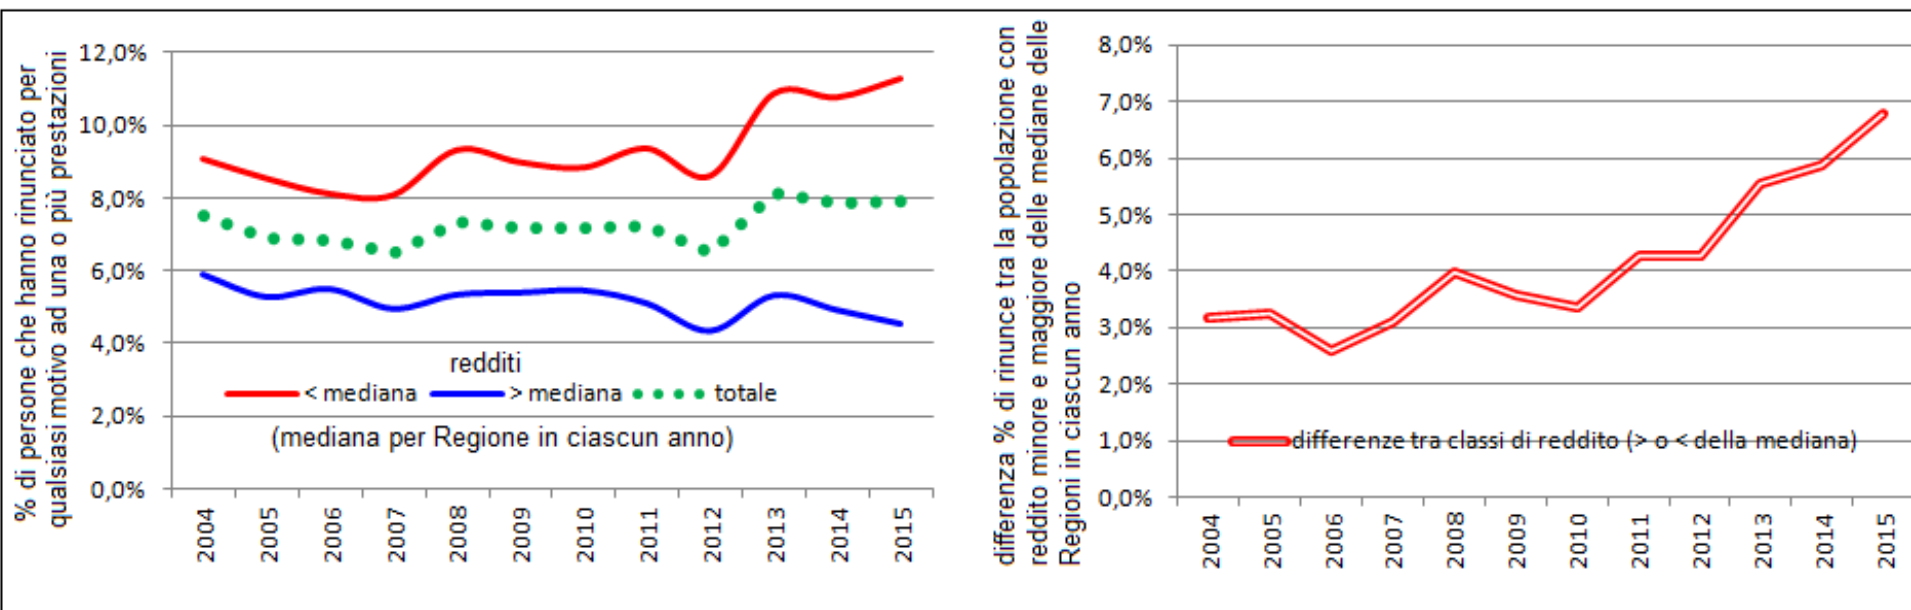 % di persone che hanno rinunciato per
qualsiasi motivo ad una o più prestazioni
12,0%
10,0%
8,0%
6,0%
4,0%
2,0%
0,0%
redditi
< mediana > mediana totale
(mediana per Regione in ciascun anno)
2004 2005 2006 2007 2008 2009 2010 2011 2012 2013 2014 2015
differenza % di rinunce tra la popolazione con
reddito minore e maggiore delle mediane delle
Regioni in ciascun anno
8,0%
7,0%
6,0%
5,0%
4,0%
3,0%
2,0%
1,0%
0,0%
differenze tra classi di reddito (> o < della mediana)
2004 2005 2006 2007 2008 2009 2010 2011 2012 2013 2014 2015